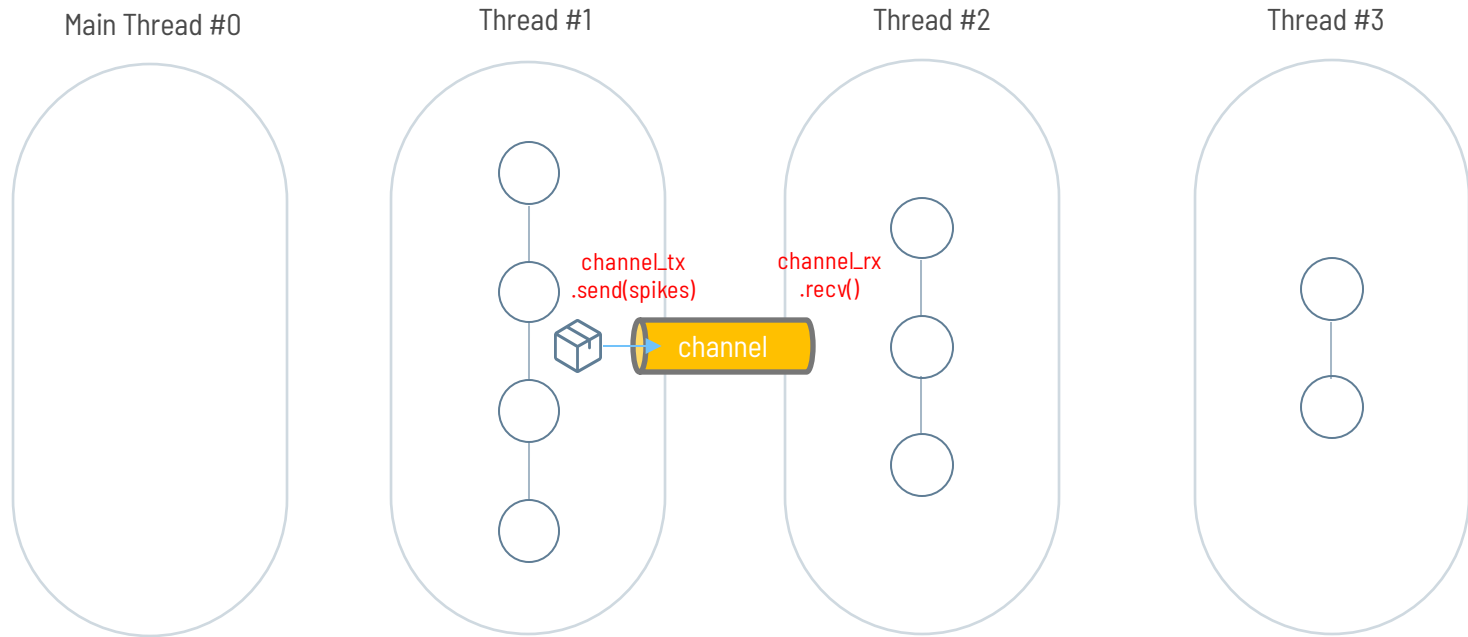 Main Thread #0
Thread #1
Thread #2
Thread #3
channel_tx
.send(spikes)
channel_rx
.recv()
channel